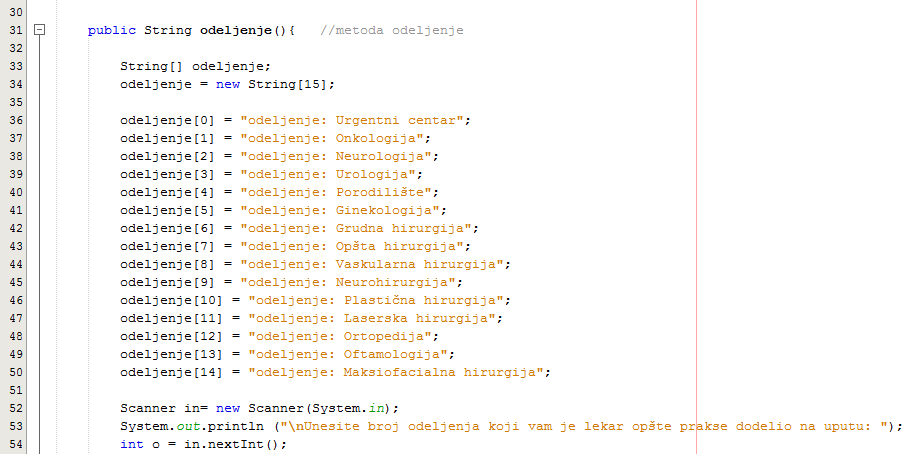 30
31 public String odeljenje(){   //metoda odeljenje
32
33 String[] odeljenje;
34 odeljenje = new String[15];
35
36 odeljenje[0] = "odeljenje: Urgentni centar";
37 odeljenje[1] = "odeljenje: Onkologija";
38 odeljenje[2] = "odeljenje: Neurologija";
39 odeljenje[3] = "odeljenje: Urologija";
40 odeljenje[4] = "odeljenje: Porodilište";
41 odeljenje[5] = "odeljenje: Ginekologija";
42 odeljenje[6] = "odeljenje: Grudna hirurgija";
43 odeljenje[7] = "odeljenje: Opšta hirurgija";
44 odeljenje[8] = "odeljenje: Vaskularna hirurgija";
45 odeljenje[9] = "odeljenje: Neurohirurgija";
46 odeljenje[10] = "odeljenje: Plastična hirurgija";
47 odeljenje[11] = "odeljenje: Laserska hirurgija";
48 odeljenje[12] = "odeljenje: Ortopedija";
49 odeljenje[13] = "odeljenje: Oftamologija";
50 odeljenje[14] = "odeljenje: Maksiofacialna hirurgija";
51
52 Scanner in= new Scanner(System.in);
53 System.out.println ("\nUnesite broj odeljenja koji vam je lekar opšte prakse dodelio na uputu: ");
54 int o = in.nextInt();